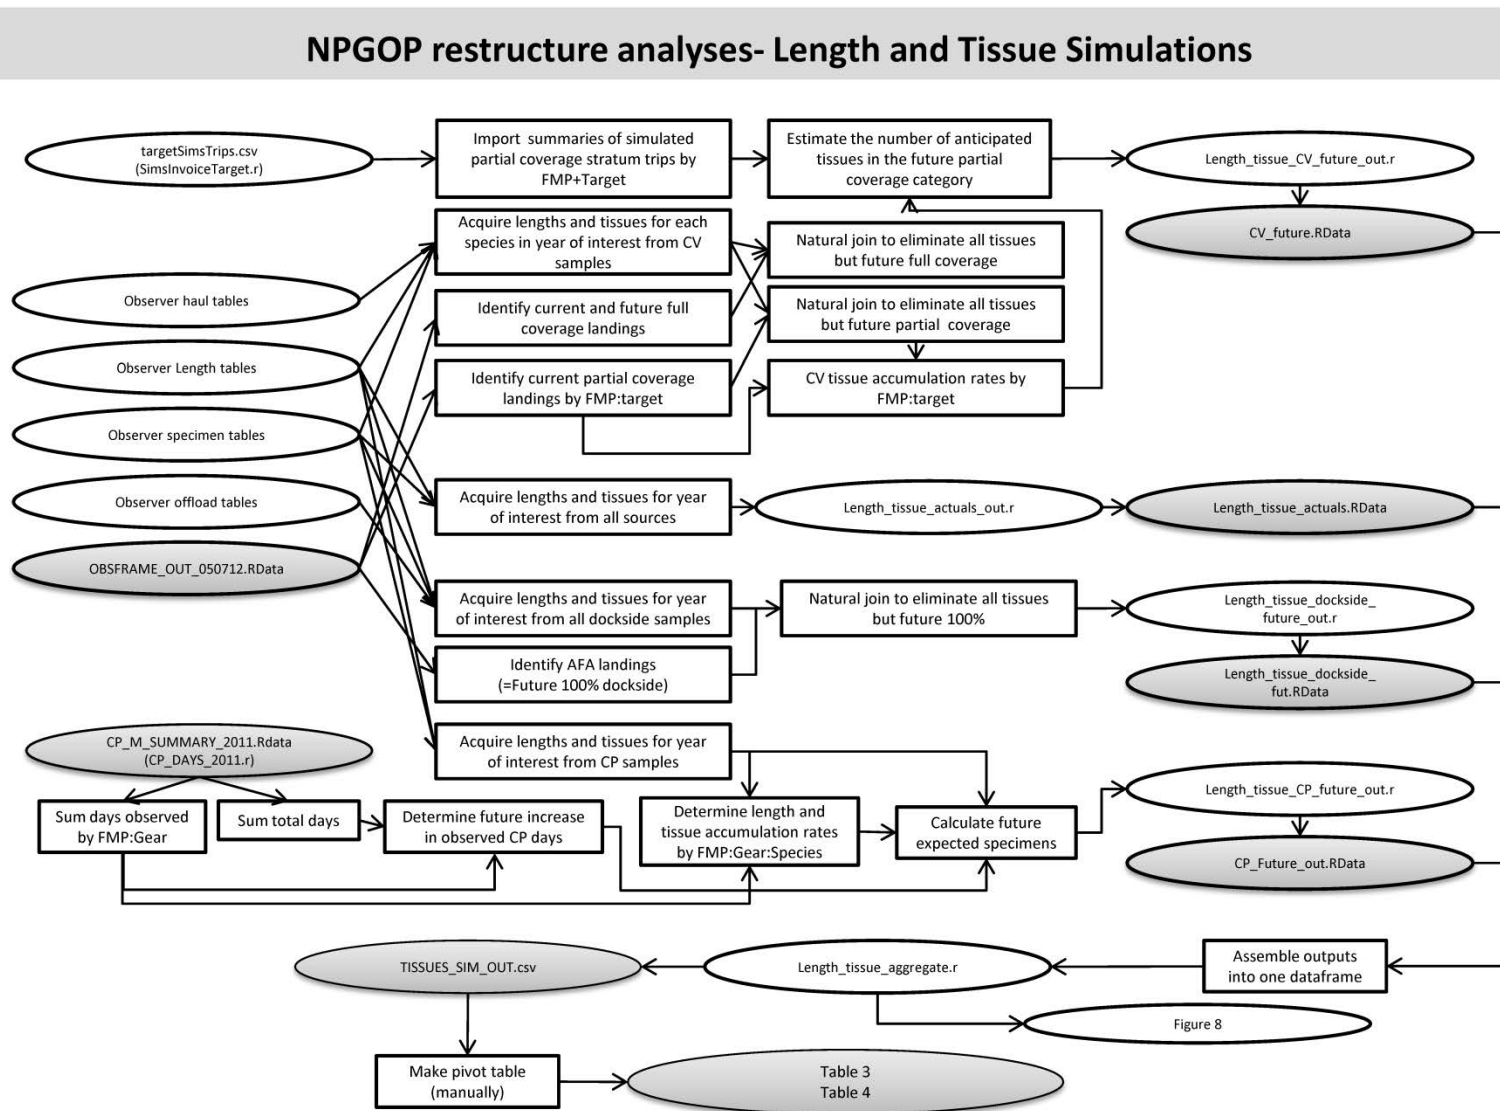 NPGOP restructure analyses- Length and Tissue Simulations
targetSimsTrips.csv
(SimsInvoiceTarget.r)
Import summaries of simulated
partial coverage stratum trips by
FMP+Target
Estimate the number of anticipated
tissues in the future partial
coverage category
Length_tissue_CV_future_out.r
CV_future.RData
Acquire lengths and tissues for each
species in year of interest from CV
samples
Natural join to eliminate all tissues
but future full coverage
Observer haul tables
Identify current and future full
coverage landings
Natural join to eliminate all tissues
but future partial coverage
Observer Length tables
Identify current partial coverage
landings by FMP:target
CV tissue accumulation rates by
FMP:target
Observer specimen tables
Observer offload tables
Acquire lengths and tissues for year
of interest from all sources
Length_tissue_actuals_out.r
Length_tissue_actuals.RData
OBSFRAME_OUT_050712.RData
Acquire lengths and tissues for year
of interest from all dockside samples
Natural join to eliminate all tissues
but future 100%
Length_tissue_dockside_
future_out.r
Identify AFA landings
(=Future 100% dockside)
Length_tissue_dockside_
fut.RData
CP_M_SUMMARY_2011.Rdata
(CP_DAYS_2011.r)
Acquire lengths and tissues for year
of interest from CP samples
Length_tissue_CP_future_out.r
Sum days observed
by FMP:Gear
Sum total days
Determine future increase
in observed CP days
Determine length and
tissue accumulation rates
by FMP:Gear:Species
Calculate future
expected specimens
CP_Future_out.RData
TISSUES_SIM_OUT.csv
Length_tissue_aggregate.r
Assemble outputs
into one dataframe
Figure 8
Make pivot table
(manually)
Table 3
Table 4